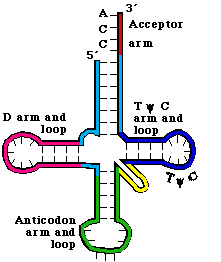 3´
A
C
C
Acceptor
arm
5´
D arm and
loop
T Ψ C
arm and
loop
T Ψ C
Anticodon
arm and
loop